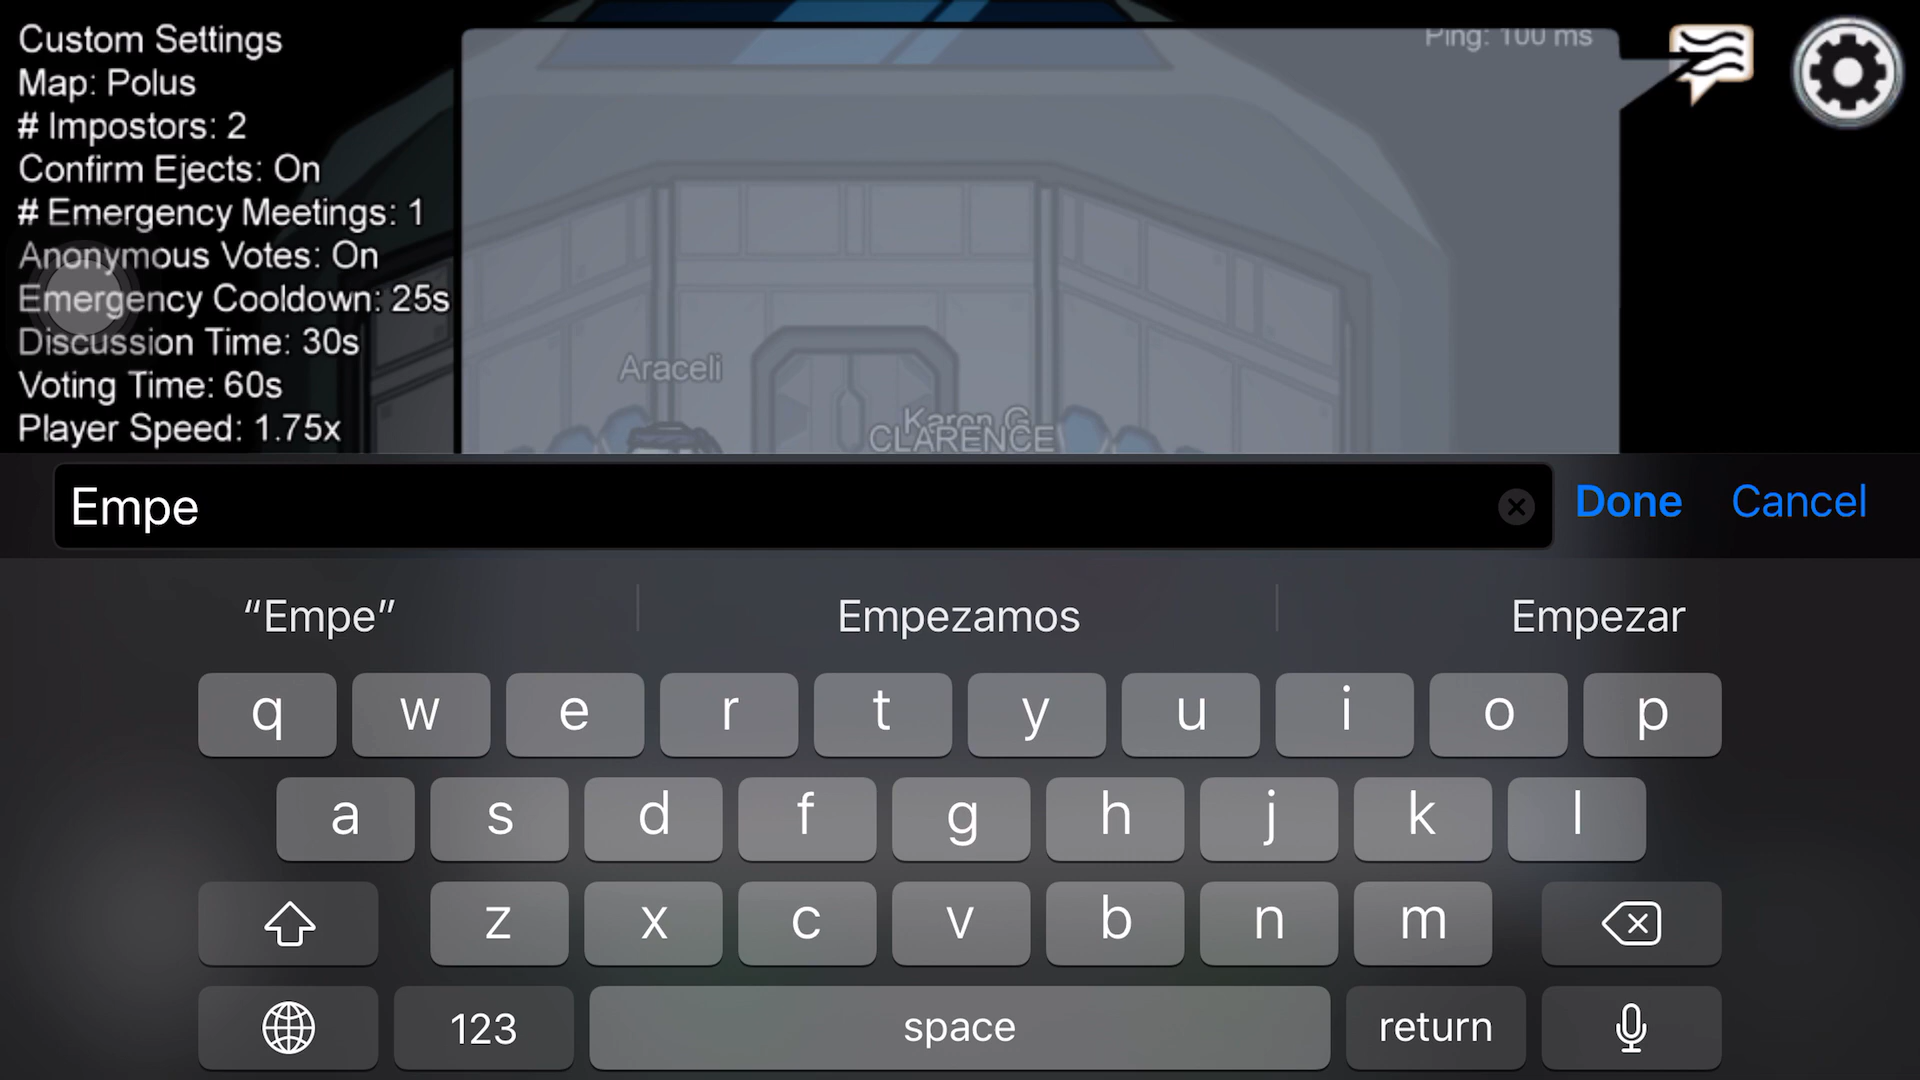 Custom Settings
Map: Polus
# Impostors: 2
Confirm Ejects: On
# Emergency Meetings: 1
Anonymous Votes: On
Emergency Cooldown: 25s
Discussion Time: 30s
Voting Time: 60s
Player Speed: 1.75x
Ping: 100 ms
Araceli
Karon G
CLARENCE
Empe
Done
Cancel
“Empe”
Empezamos
Empezar
q w e r t y u i o p
a s d f g h j k l
z x c v b n m
123
space
return